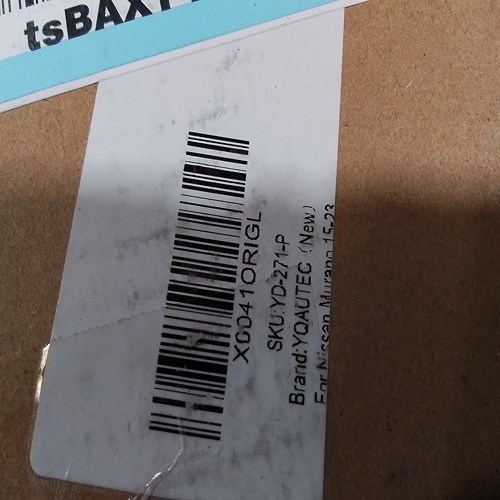 tsBAXT
X0041ORIGL
SKU:YD-271-P
Brand:YQAUTEC (New)
For Nissan Murano 15-23